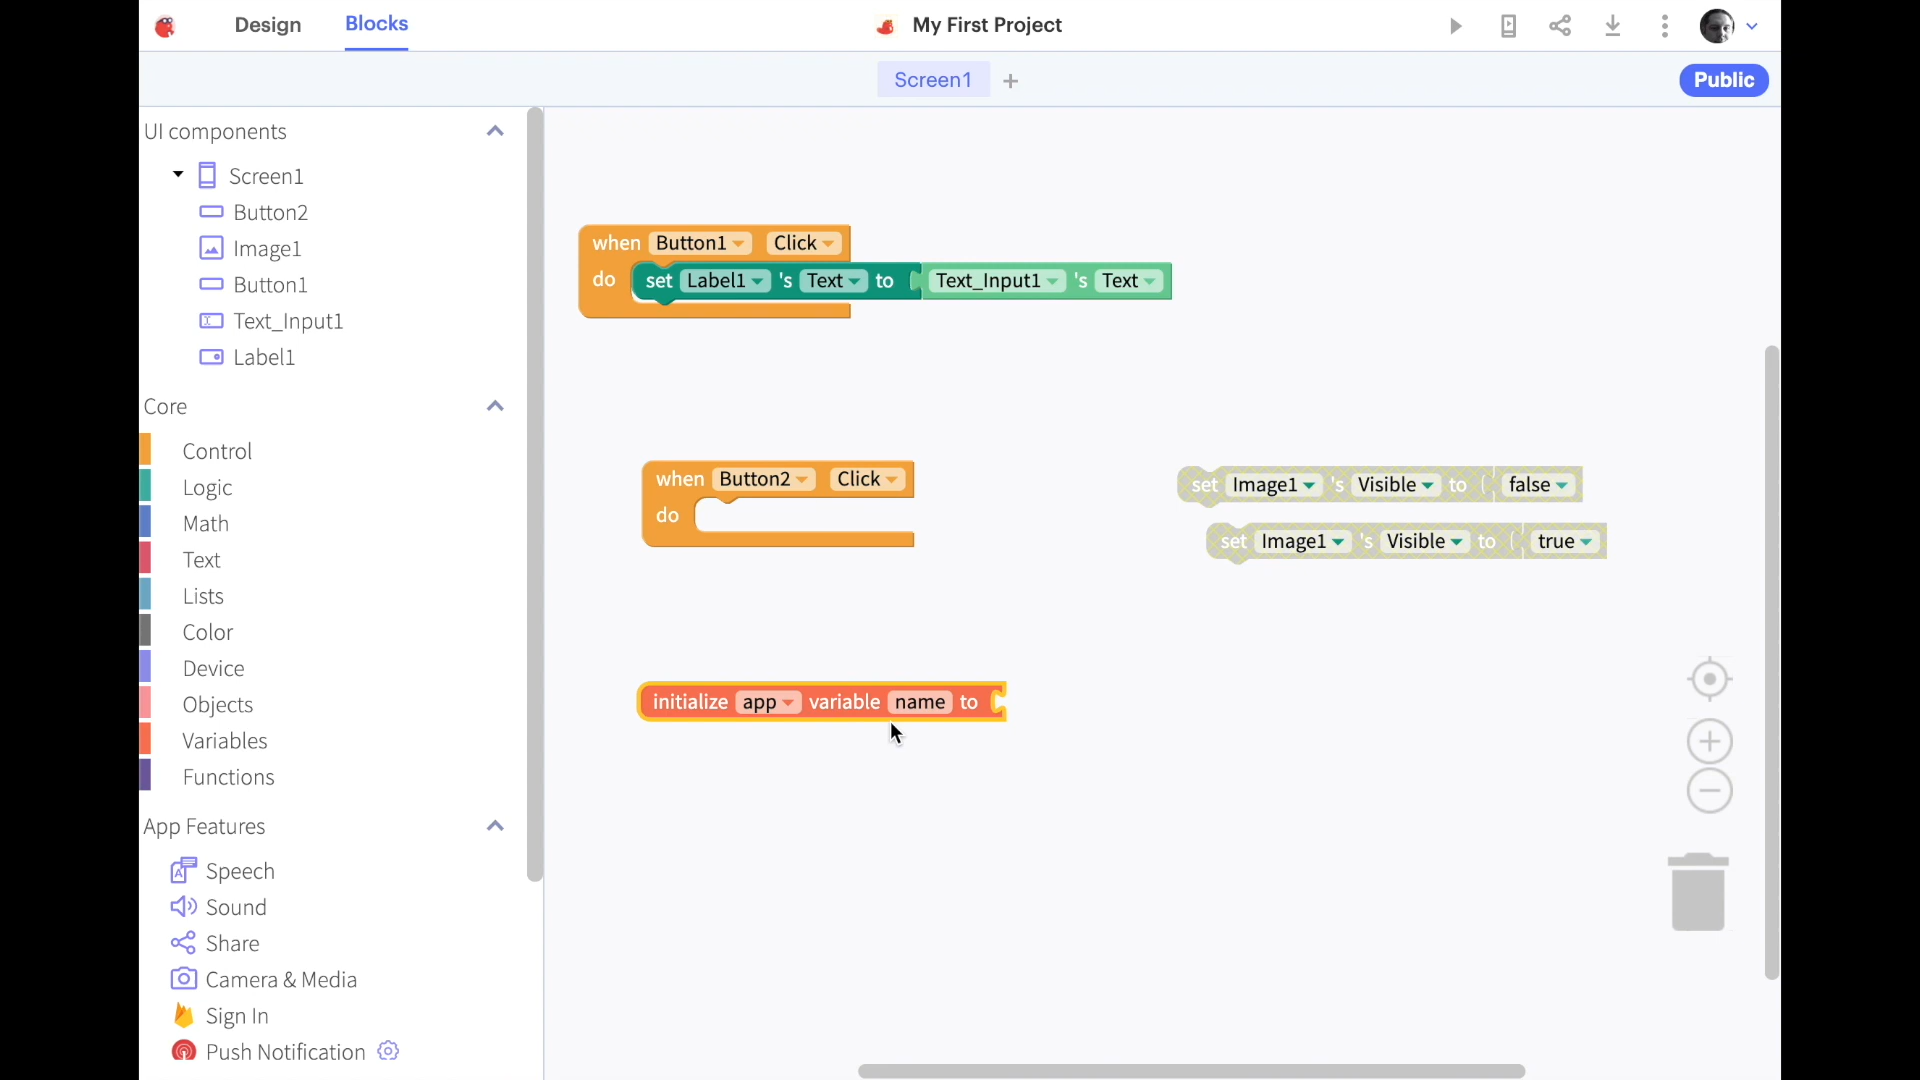 Design Blocks My First Project
Screen1 + Public
UI components
Screen1
Button2
Image1
Button1
Text_Input1
Label1
Core
Control
Logic
Math
Text
Lists
Color
Device
Objects
Variables
Functions
App Features
Speech
Sound
Share
Camera & Media
Sign In
Push Notification
when Button1 Click
do set Label1 's Text to Text_Input1 's Text
when Button2 Click
do
set Image1 's Visible to false
set Image1 's Visible to true
initialize app variable name to